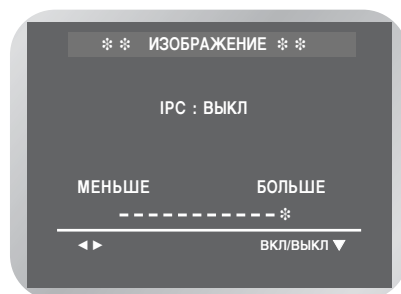 ❇ ❇ ИЗОБРАЖЕНИЕ ❇ ❇
IPC : ВЫКЛ
МЕНЬШЕ БОЛЬШЕ
- - - - - - - - - - - ❇
◄ ► ВКЛ/ВЫКЛ ▼